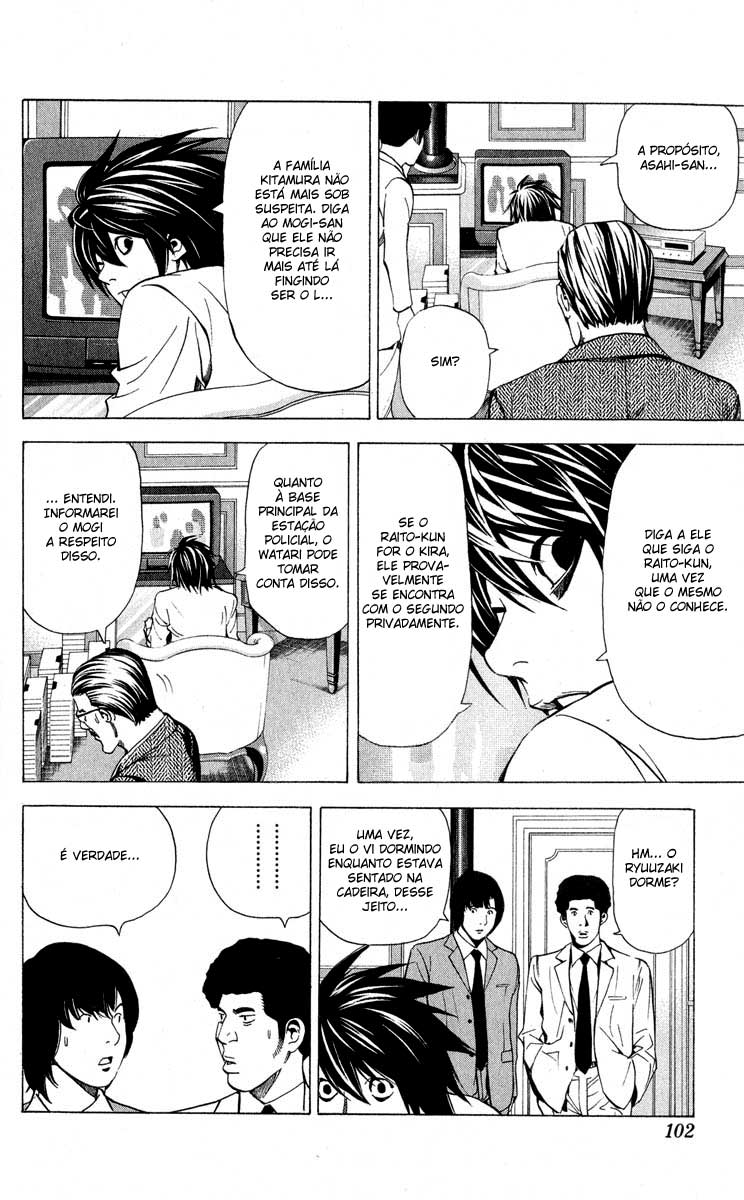 A PROPÓSITO,
ASAHI-SAN...
SIM?
A FAMÍLIA
KITAMURA NÃO
ESTÁ MAIS SOB
SUSPEITA. DIGA
AO MOGI-SAN
QUE ELE NÃO
PRECISA IR
MAIS ATÉ LÁ
FINGINDO
SER O L...
DIGA A ELE
QUE SIGA O
RAITO-KUN,
UMA VEZ
QUE O MESMO
NÃO O CONHECE.
SE O
RAITO-KUN
FOR O KIRA,
ELE PROVA-
VELMENTE
SE ENCONTRA
COM O SEGUNDO
PRIVADAMENTE.
QUANTO
À BASE
PRINCIPAL DA
ESTAÇÃO
POLICIAL, O
WATARI PODE
TOMAR
CONTA DISSO.
... ENTENDI.
INFORMAREI
O MOGI
A RESPEITO
DISSO.
HM... O
RYUUZAKI
DORME?
UMA VEZ,
EU O VI DORMINDO
ENQUANTO ESTAVA
SENTADO NA
CADEIRA, DESSE
JEITO...
........
........
É VERDADE...
102